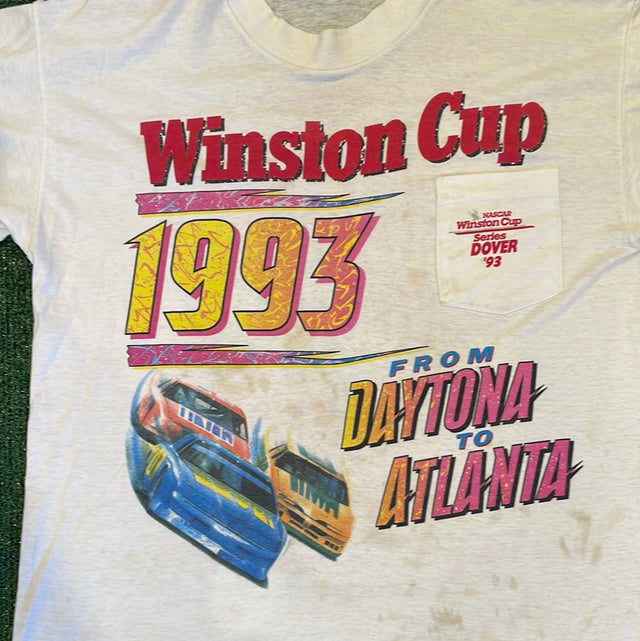 Winston Cup
1993
NASCAR
Winston Cup
Series
DOVER
'93
FROM
DAYTONA
TO
ATLANTA